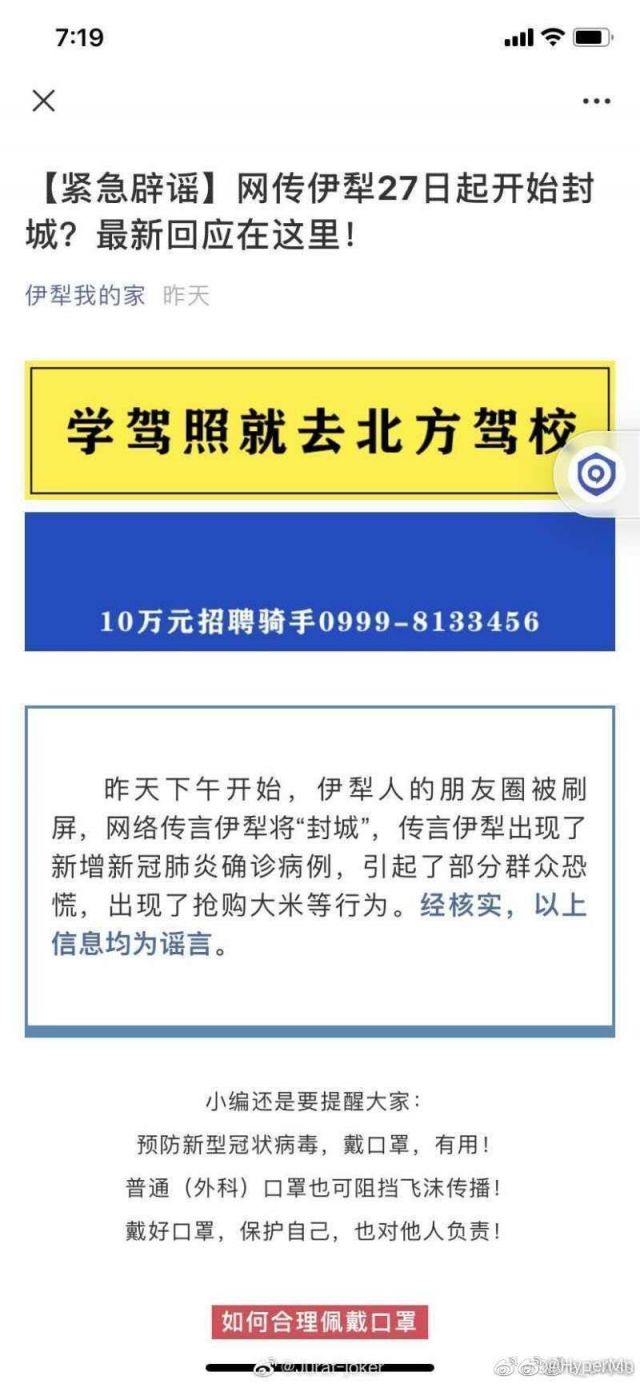 7:19
【紧急辟谣】网传伊犁27日起开始封
城？最新回应在这里！
伊犁我的家 昨天
学驾照就去北方驾校
10万元招聘骑手0999-8133456
昨天下午开始，伊犁人的朋友圈被刷
屏，网络传言伊犁将“封城”，传言伊犁出现了
新增新冠肺炎确诊病例，引起了部分群众恐
慌，出现了抢购大米等行为。经核实，以上
信息均为谣言。
小编还是要提醒大家：
预防新型冠状病毒，戴口罩，有用！
普通（外科）口罩也可阻挡飞沫传播！
戴好口罩，保护自己，也对他人负责！
如何合理佩戴口罩
@Jurat-joker